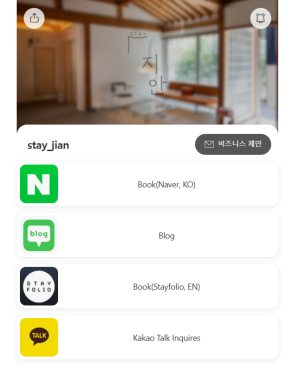 STAY
지
안
stay_jian
비즈니스 제안
N
Book(Naver, KO)
blog
Blog
STAY
FOLIO
Book(Stayfolio, EN)
TALK
Kakao Talk Inquires